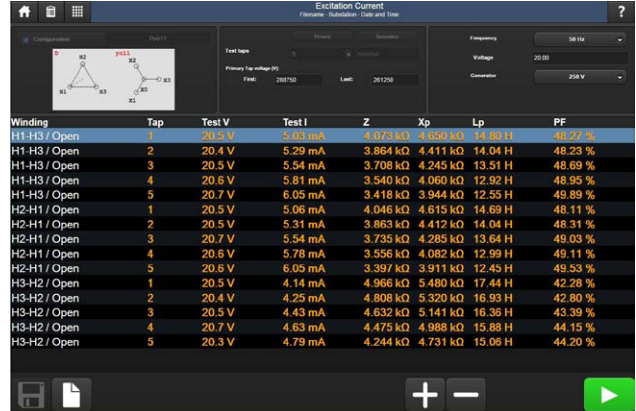 Excitation Current
Filename - Substation - Date and Time
?
Configuration Dyn11
D yn11
H2 X2
H1 H3 X0 X3
X1
Primary Secondary
Test taps 5 Nominal
Primary Tap voltage (V):
First: 288750 Last: 261250
Frequency 50 Hz
Voltage 20.00
Generator 250 V
Winding Tap Test V Test I Z Xp Lp PF
H1-H3 / Open 1 20.5 V 5.03 mA 4.073 kΩ 4.650 kΩ 14.80 H 48.27 %
H1-H3 / Open 2 20.4 V 5.29 mA 3.864 kΩ 4.411 kΩ 14.04 H 48.23 %
H1-H3 / Open 3 20.5 V 5.54 mA 3.708 kΩ 4.245 kΩ 13.51 H 48.69 %
H1-H3 / Open 4 20.6 V 5.81 mA 3.540 kΩ 4.060 kΩ 12.92 H 48.95 %
H1-H3 / Open 5 20.7 V 6.05 mA 3.418 kΩ 3.944 kΩ 12.55 H 49.89 %
H2-H1 / Open 1 20.5 V 5.06 mA 4.046 kΩ 4.615 kΩ 14.69 H 48.11 %
H2-H1 / Open 2 20.5 V 5.31 mA 3.863 kΩ 4.412 kΩ 14.04 H 48.31 %
H2-H1 / Open 3 20.7 V 5.54 mA 3.735 kΩ 4.285 kΩ 13.64 H 49.03 %
H2-H1 / Open 4 20.6 V 5.78 mA 3.556 kΩ 4.082 kΩ 12.99 H 49.11 %
H2-H1 / Open 5 20.6 V 6.05 mA 3.397 kΩ 3.911 kΩ 12.45 H 49.53 %
H3-H2 / Open 1 20.5 V 4.14 mA 4.966 kΩ 5.480 kΩ 17.44 H 42.28 %
H3-H2 / Open 2 20.4 V 4.25 mA 4.808 kΩ 5.320 kΩ 16.93 H 42.80 %
H3-H2 / Open 3 20.5 V 4.43 mA 4.632 kΩ 5.141 kΩ 16.36 H 43.39 %
H3-H2 / Open 4 20.7 V 4.63 mA 4.475 kΩ 4.988 kΩ 15.88 H 44.15 %
H3-H2 / Open 5 20.3 V 4.79 mA 4.244 kΩ 4.731 kΩ 15.06 H 44.20 %